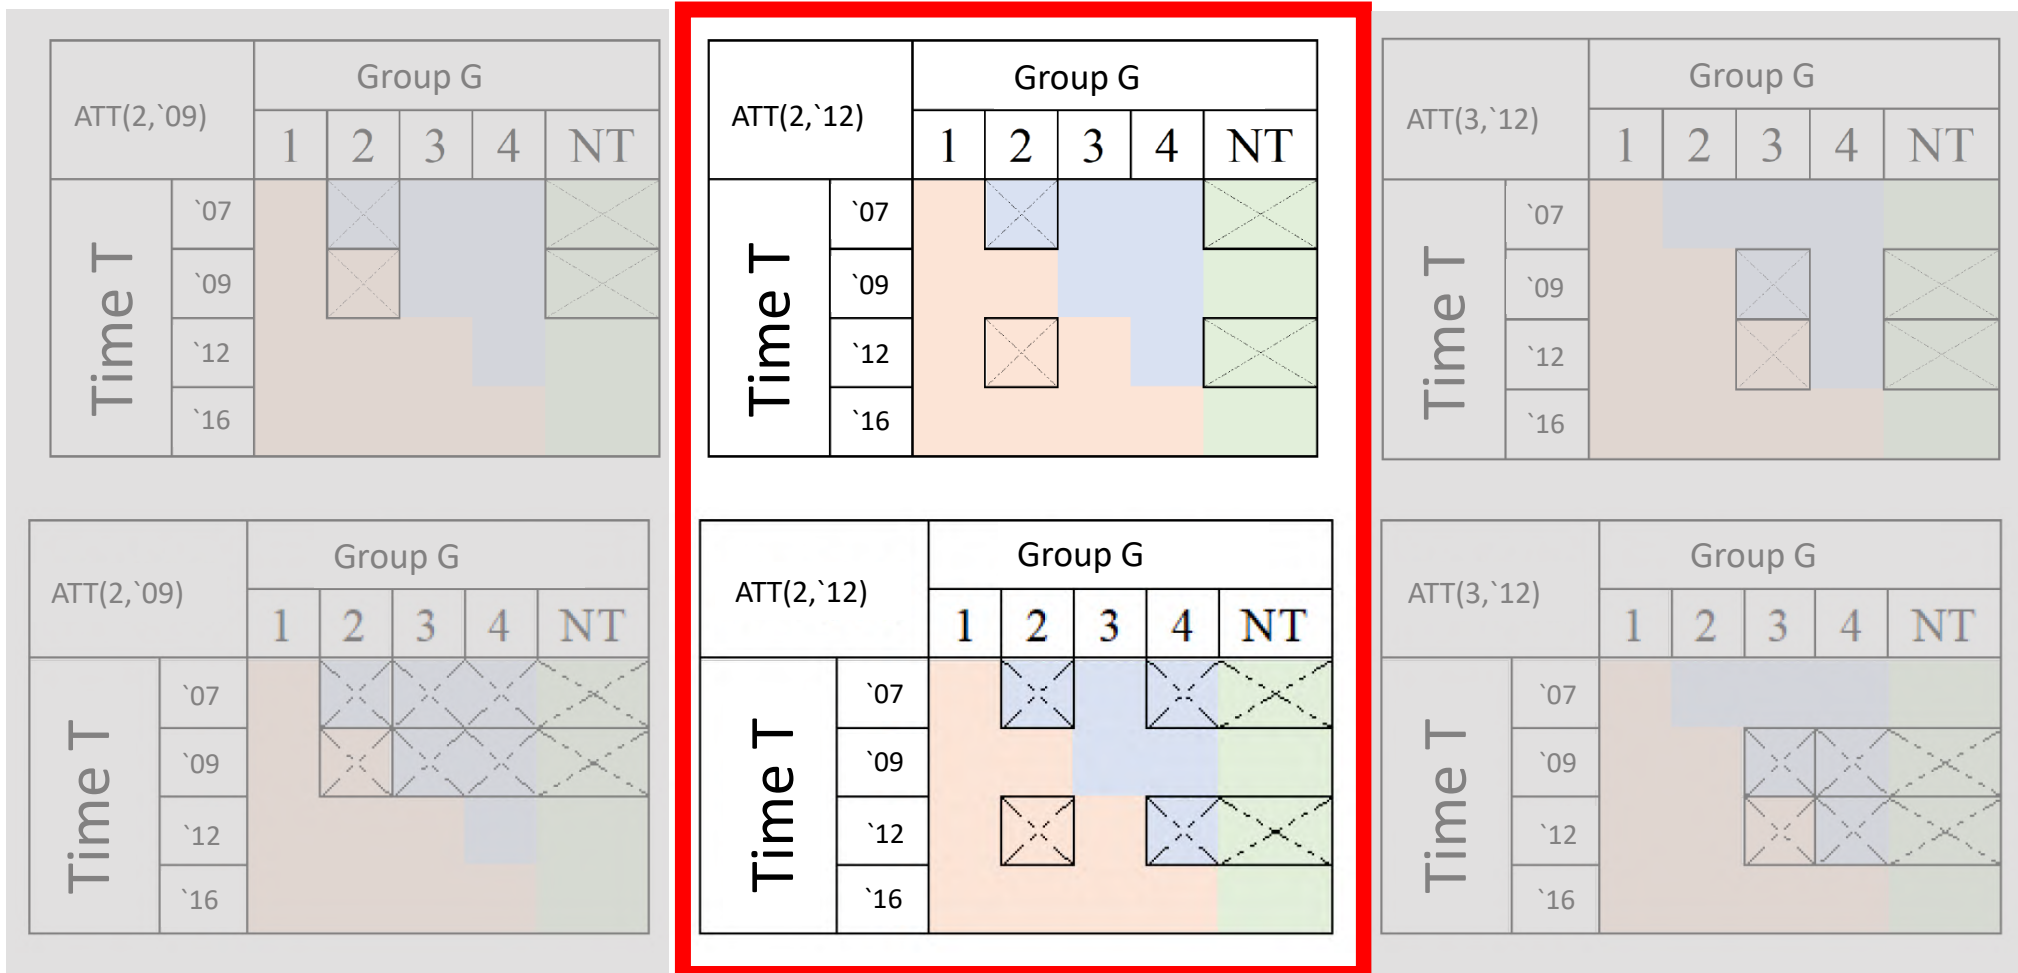 Group G
ATT(2,`09)
1 2 3 4 NT
Time T
`07
`09
`12
`16
Group G
ATT(2,`12)
1 2 3 4 NT
Time T
`07
`09
`12
`16
Group G
ATT(3,`12)
1 2 3 4 NT
Time T
`07
`09
`12
`16
Group G
ATT(2,`09)
1 2 3 4 NT
Time T
`07
`09
`12
`16
Group G
ATT(2,`12)
1 2 3 4 NT
Time T
`07
`09
`12
`16
Group G
ATT(3,`12)
1 2 3 4 NT
Time T
`07
`09
`12
`16